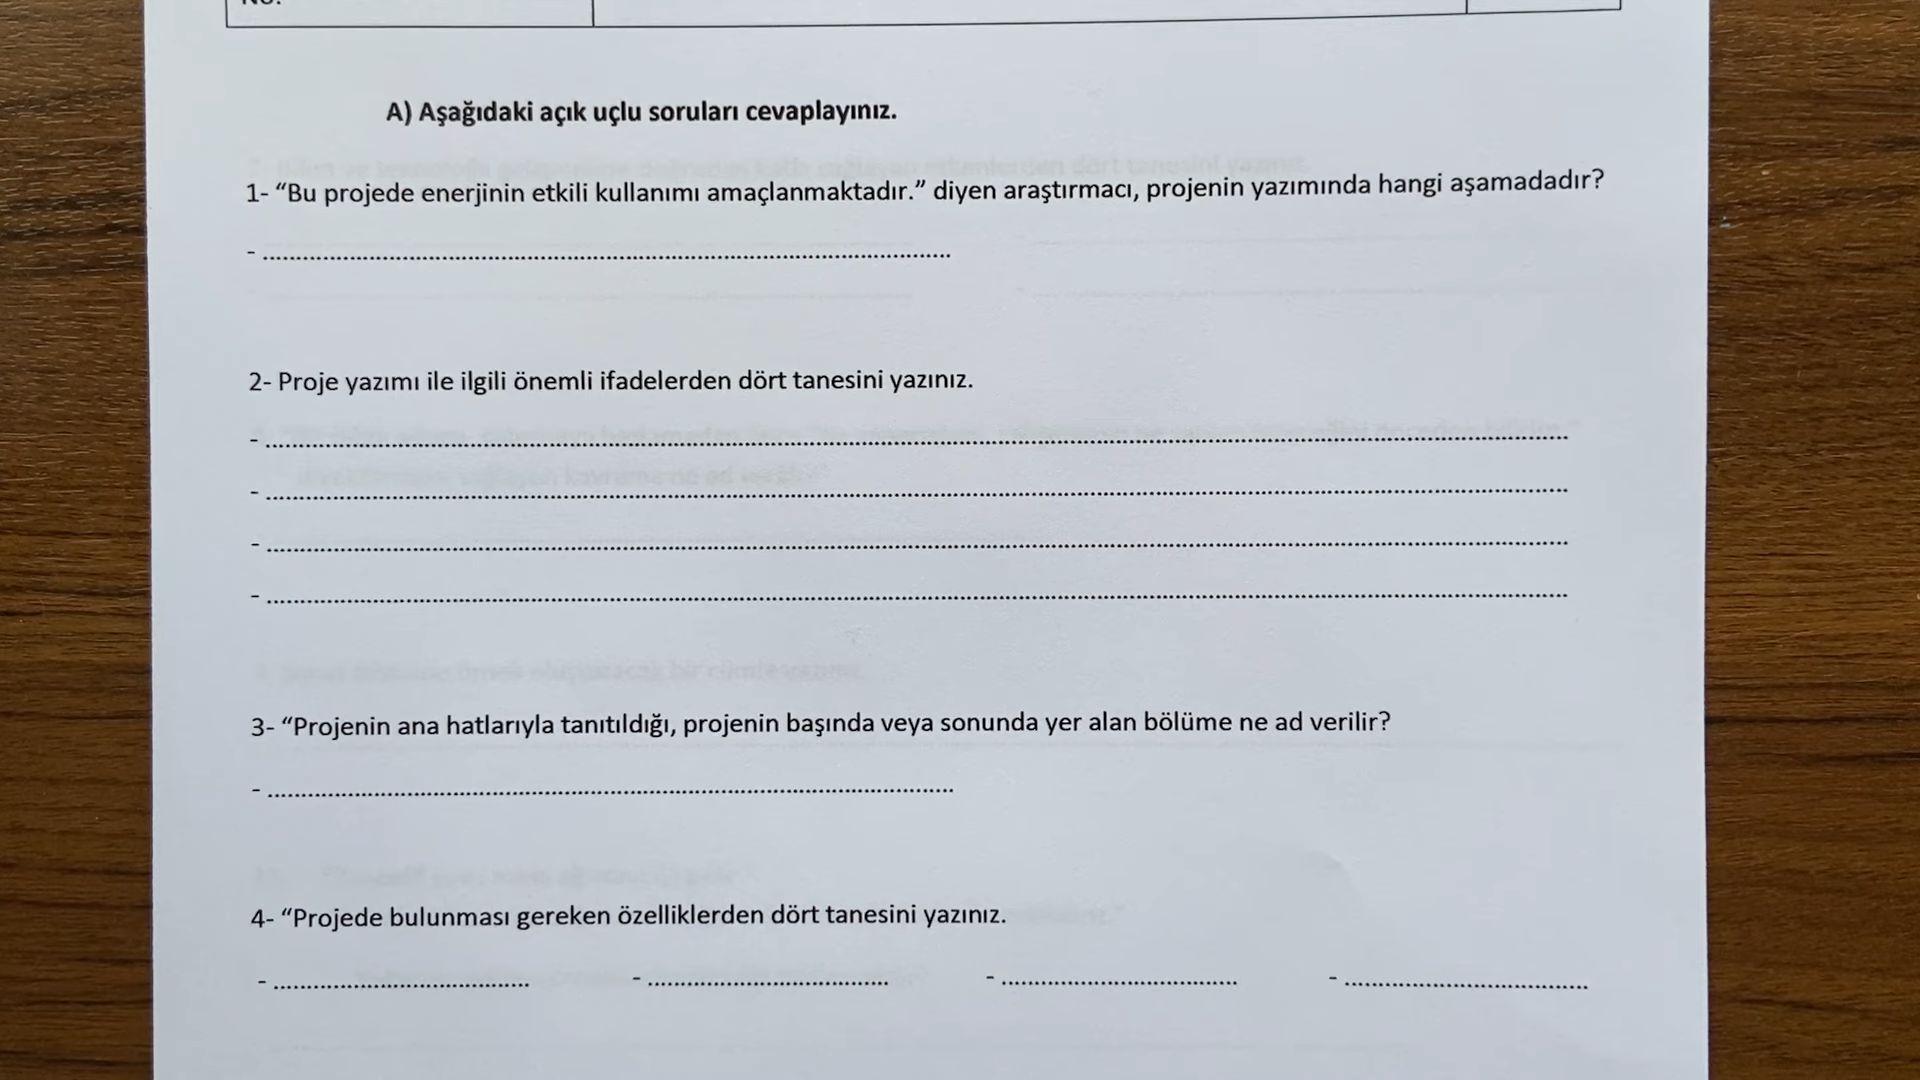 No:
A) Aşağıdaki açık uçlu soruları cevaplayınız.
1- “Bu projede enerjinin etkili kullanımı amaçlanmaktadır.” diyen araştırmacı, projenin yazımında hangi aşamadadır?
- ........................................................................................................
2- Proje yazımı ile ilgili önemli ifadelerden dört tanesini yazınız.
- ........................................................................................................
- ........................................................................................................
- ........................................................................................................
- ........................................................................................................
3- “Projenin ana hatlarıyla tanıtıldığı, projenin başında veya sonunda yer alan bölüme ne ad verilir?
- ........................................................................................................
4- “Projede bulunması gereken özelliklerden dört tanesini yazınız.
- ...................................... - ...................................... - ...................................... - ......................................